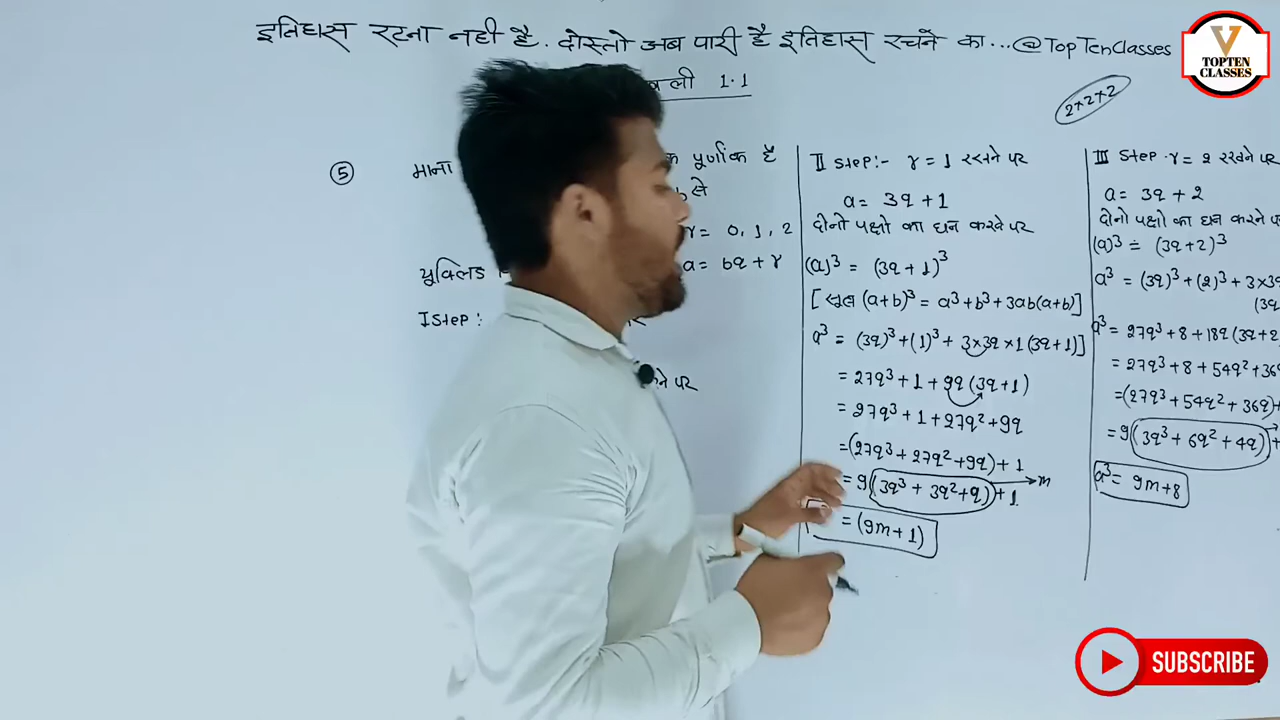 इतिहास रटना नही है. दोस्तो अब पारी है इतिहास रचने का...@TopTenClasses
V
TOPTEN
CLASSES
ली 1.1
2×2×2
⑤
माना
पूर्णांक है
से
r = 0, 1, 2
यूक्लिड
a = bq + r
I Step :
पर
II Step :- r = 1 रखने पर
a = 3q + 1
दोनो पक्षो का घन करने पर
(a)³ = (3q + 1)³
[सूत्र (a+b)³ = a³+b³+3ab(a+b)]
a³ = (3q)³+(1)³+ 3×3q×1(3q+1)]
= 27q³+1+9q(3q+1)
= 27q³+1+27q²+9q
=(27q³+27q²+9q)+1
= 9(3q³+3q²+q)+1 → m
= (9m+1)
III Step - r = 2 रखने पर
a = 3q + 2
दोनो पक्षो का घन करने पर
(a)³ = (3q+2)³
a³ = (3q)³+(2)³+3×3q
(3q
a³ = 27q³+8+18q(3q+2
= 27q³+8+54q²+36q
=(27q³+54q²+36q)+
= 9(3q³+6q²+4q)+
a³ = 9m+8
SUBSCRIBE